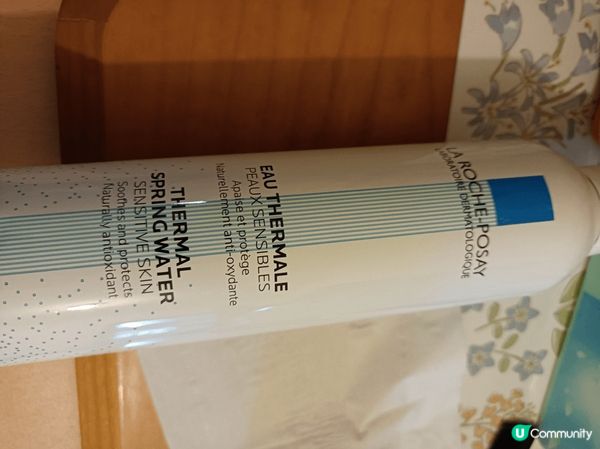 LA ROCHE-POSAY
LABORATOIRE DERMATOLOGIQUE
EAU THERMALE
PEAUX SENSIBLES
Apaise et protège
Naturellement anti-oxydante
THERMAL
SPRING WATER
SENSITIVE SKIN
Soothes and protects
Naturally antioxidant
U Community